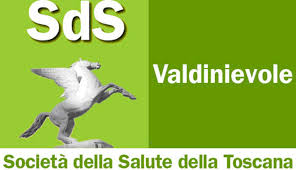 SdS
Valdinievole
Società della Salute della Toscana